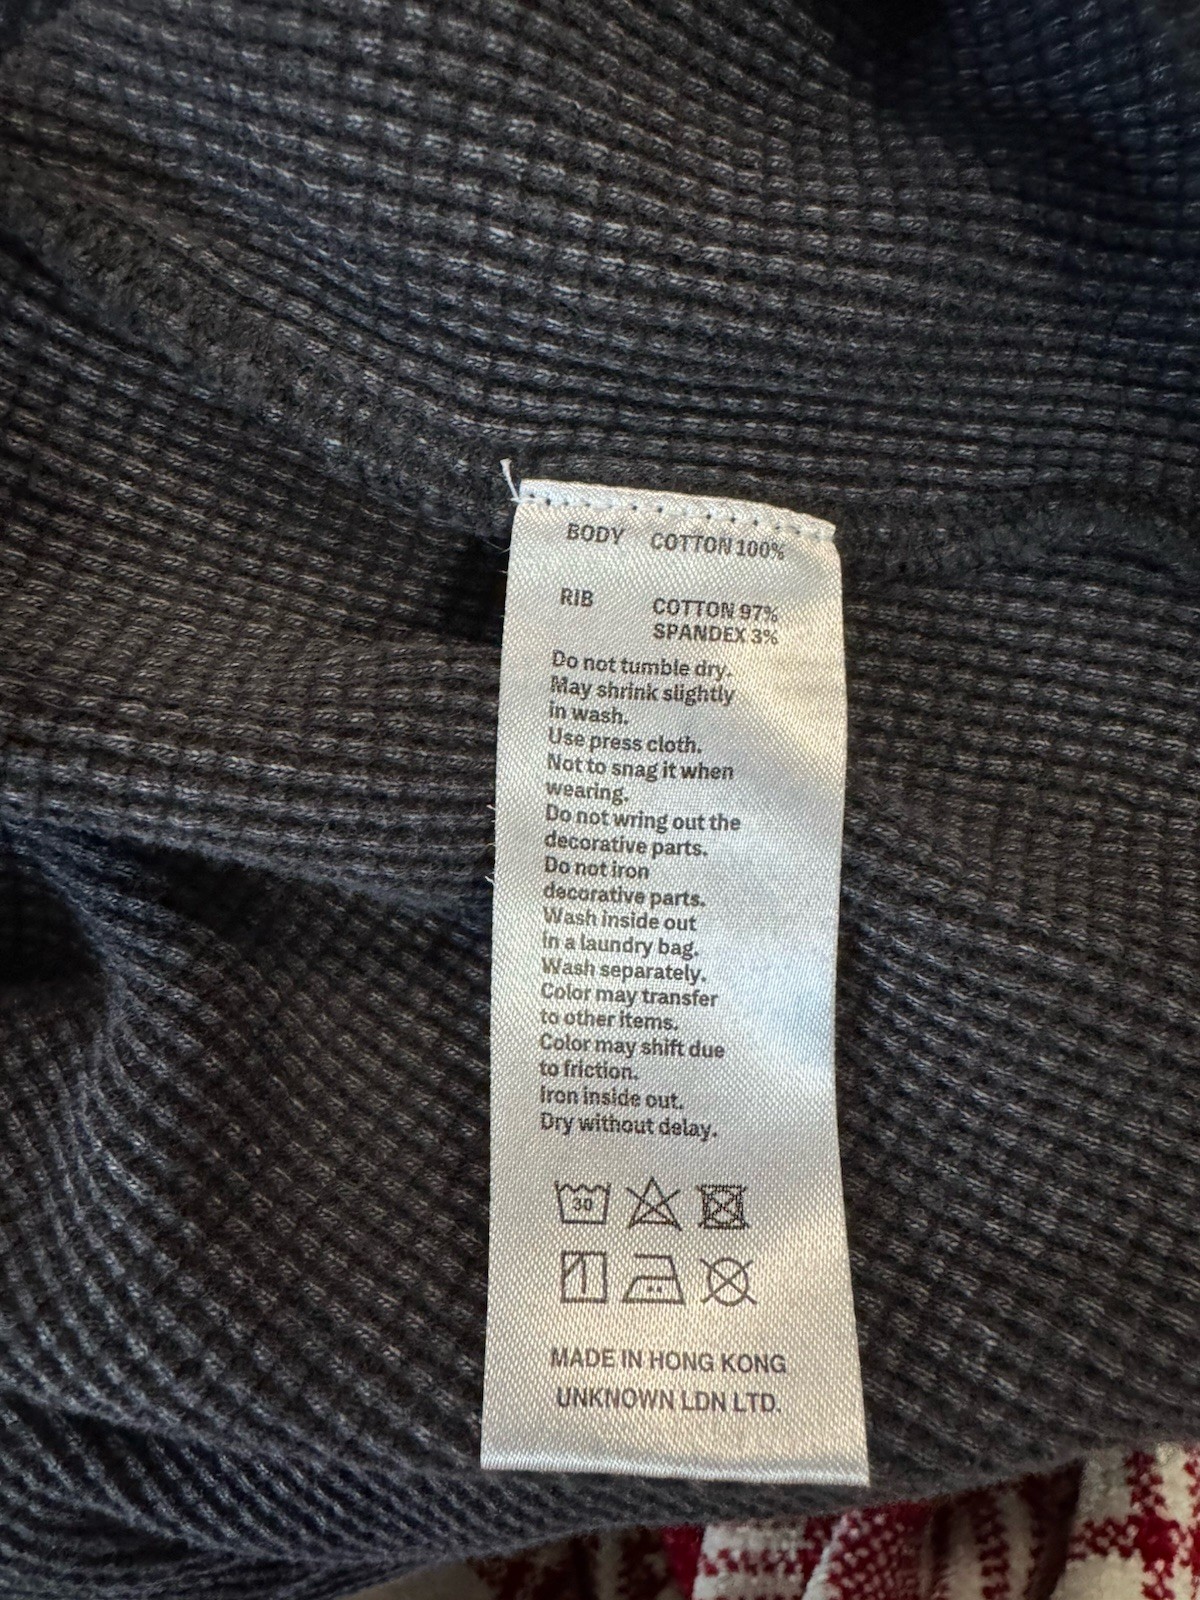 BODY COTTON 100%
RIB COTTON 97%
SPANDEX 3%
Do not tumble dry.
May shrink slightly
in wash.
Use press cloth.
Not to snag it when
wearing.
Do not wring out the
decorative parts.
Do not iron
decorative parts.
Wash inside out
in a laundry bag.
Wash separately.
Color may transfer
to other items.
Color may shift due
to friction.
Iron inside out.
Dry without delay.
30
MADE IN HONG KONG
UNKNOWN LDN LTD.